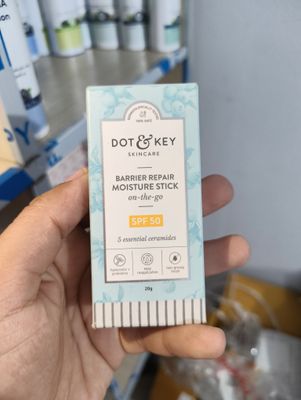 DOT & KEY
SKINCARE
BARRIER REPAIR
MOISTURE STICK
on-the-go
SPF 50
5 essential ceramides
20g